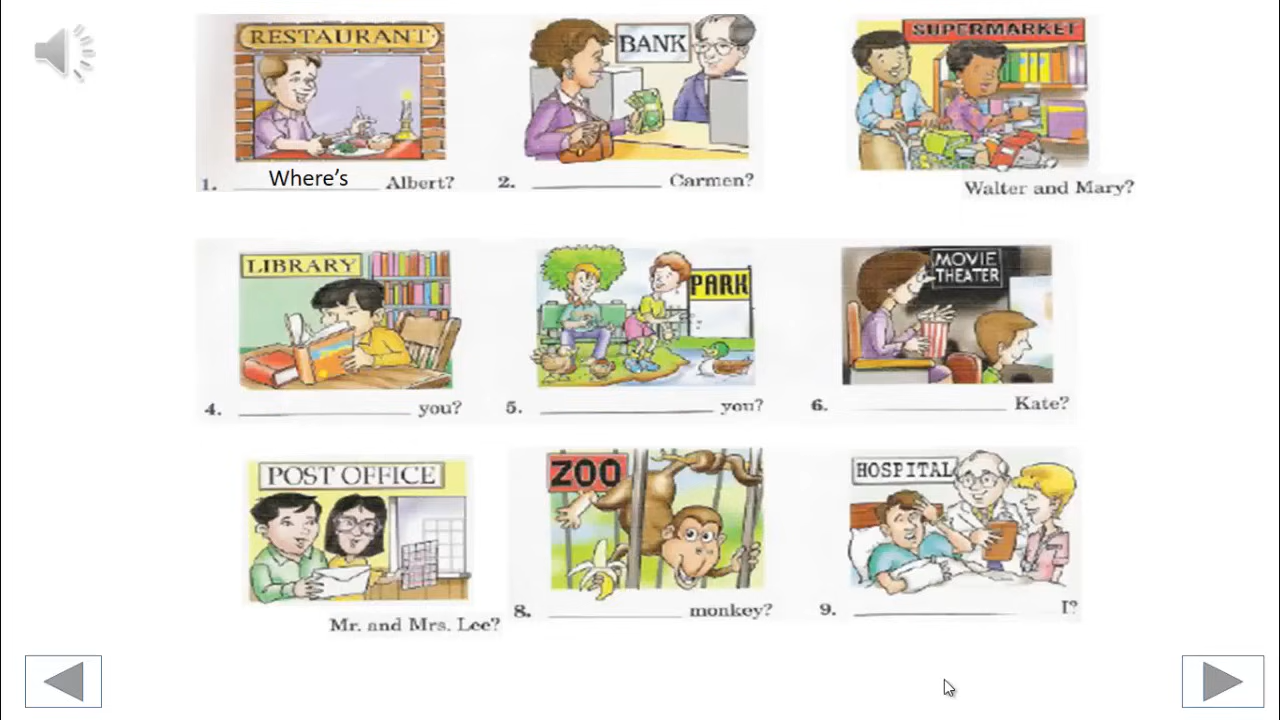 RESTAURANT
BANK
SUPERMARKET
1. Where's Albert?
2. Carmen?
Walter and Mary?
LIBRARY
PARK
MOVIE
THEATER
4. you?
5. you?
6. Kate?
POST OFFICE
ZOO
HOSPITAL
Mr. and Mrs. Lee?
8. monkey?
9. I?